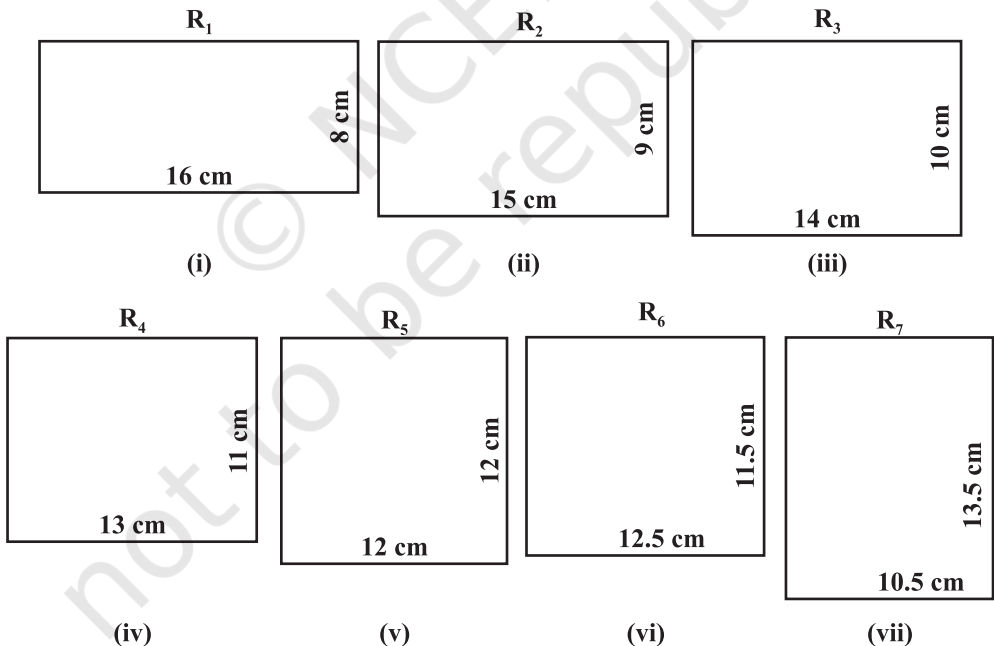 R₁ R₂ R₃
8 cm 9 cm 10 cm
16 cm 15 cm 14 cm
(i) (ii) (iii)
R₄ R₅ R₆ R₇
11 cm 12 cm 11.5 cm 13.5 cm
13 cm 12 cm 12.5 cm 10.5 cm
(iv) (v) (vi) (vii)
© NCE
not to be repub